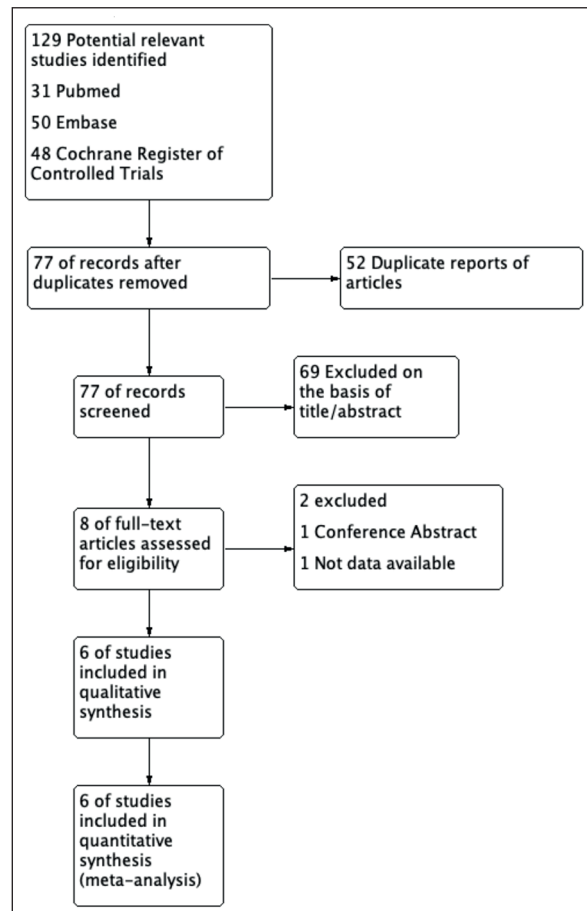 129 Potential relevant
studies identified
31 Pubmed
50 Embase
48 Cochrane Register of
Controlled Trials
77 of records after
duplicates removed
52 Duplicate reports of
articles
77 of records
screened
69 Excluded on
the basis of
title/abstract
8 of full-text
articles assessed
for eligibility
2 excluded
1 Conference Abstract
1 Not data available
6 of studies
included in
qualitative
synthesis
6 of studies
included in
quantitative
synthesis
(meta-analysis)